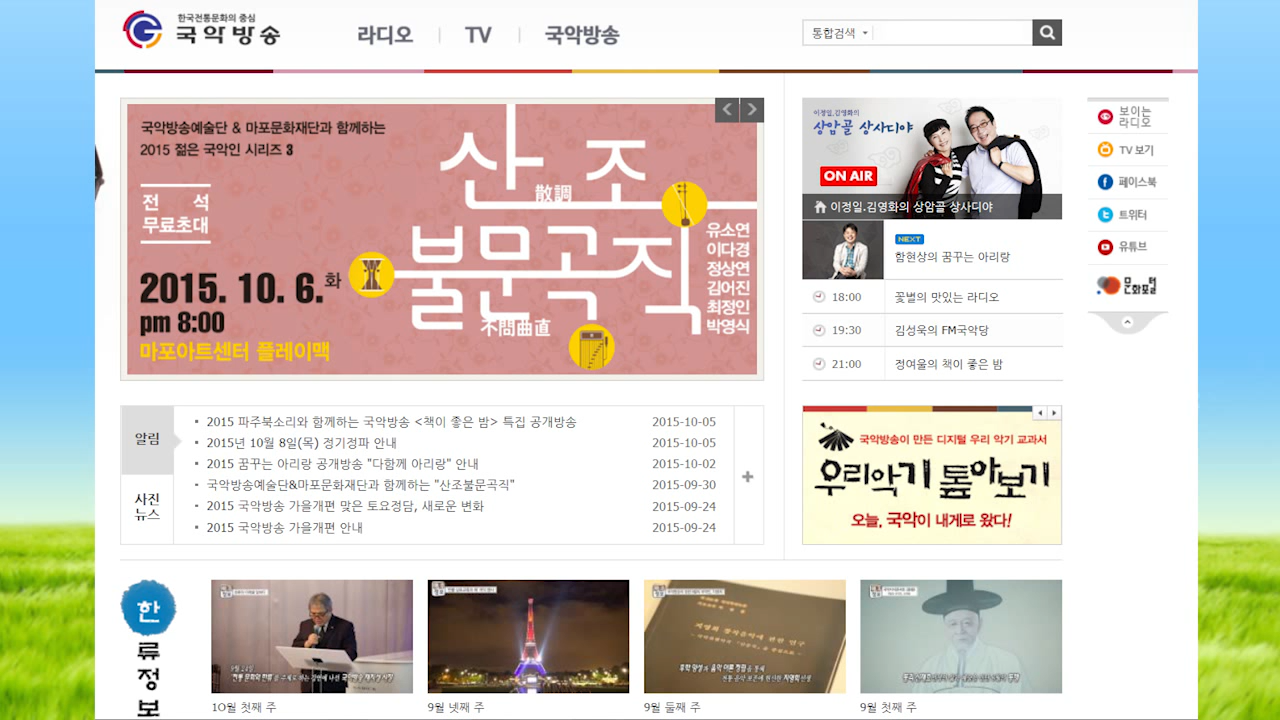 한국전통문화의 중심
국악방송
라디오
TV
국악방송
통합검색
국악방송예술단 & 마포문화재단과 함께하는
2015 젊은 국악인 시리즈 3
전 석
무료초대
2015. 10. 6.화
pm 8:00
마포아트센터 플레이맥
산조
散調
불문곡직
不問曲直
유소연
이다경
정상연
김어진
최정인
박영식
이정일,김영화의
상암골 상사디야
ON AIR
이정일.김영화의 상암골 상사디야
NEXT
함현상의 꿈꾸는 아리랑
18:00 꽃별의 맛있는 라디오
19:30 김성욱의 FM국악당
21:00 정여울의 책이 좋은 밤
보이는
라디오
TV 보기
페이스북
트위터
유튜브
문화포털
알림
사진
뉴스
2015 파주북소리와 함께하는 국악방송 <책이 좋은 밤> 특집 공개방송 2015-10-05
2015년 10월 8일(목) 정기정파 안내 2015-10-05
2015 꿈꾸는 아리랑 공개방송 "다함께 아리랑" 안내 2015-10-02
국악방송예술단&마포문화재단과 함께하는 "산조불문곡직" 2015-09-30
2015 국악방송 가을개편 맞은 토요정담, 새로운 변화 2015-09-24
2015 국악방송 가을개편 안내 2015-09-24
국악방송이 만든 디지털 우리 악기 교과서
우리악기 톺아보기
오늘, 국악이 내게로 왔다!
한
류
정
보
9월 24일,
10월 첫째 주
9월 넷째 주
9월 둘째 주
9월 첫째 주